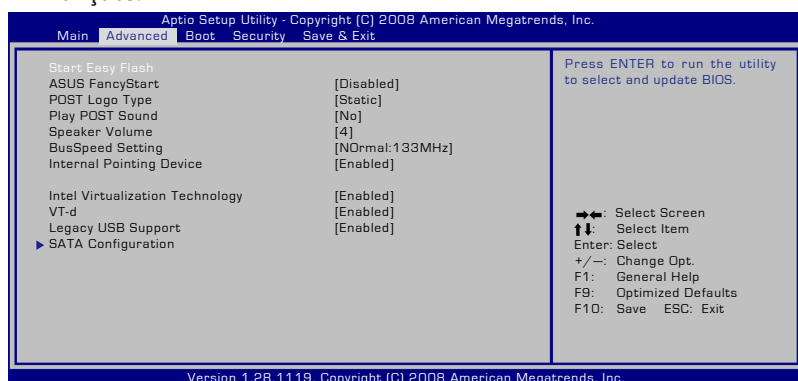 Aptio Setup Utility - Copyright (C) 2008 American Megatrends, Inc.
Main Advanced Boot Security Save & Exit
Start Easy Flash
ASUS FancyStart [Disabled]
POST Logo Type [Static]
Play POST Sound [No]
Speaker Volume [4]
BusSpeed Setting [NOrmal:133MHz]
Internal Pointing Device [Enabled]
Intel Virtualization Technology [Enabled]
VT-d [Enabled]
Legacy USB Support [Enabled]
SATA Configuration
Press ENTER to run the utility
to select and update BIOS.
→←: Select Screen
↑↓: Select Item
Enter: Select
+/—: Change Opt.
F1: General Help
F9: Optimized Defaults
F10: Save ESC: Exit
Version 1.28.1119. Copyright (C) 2008 American Megatrends, Inc.